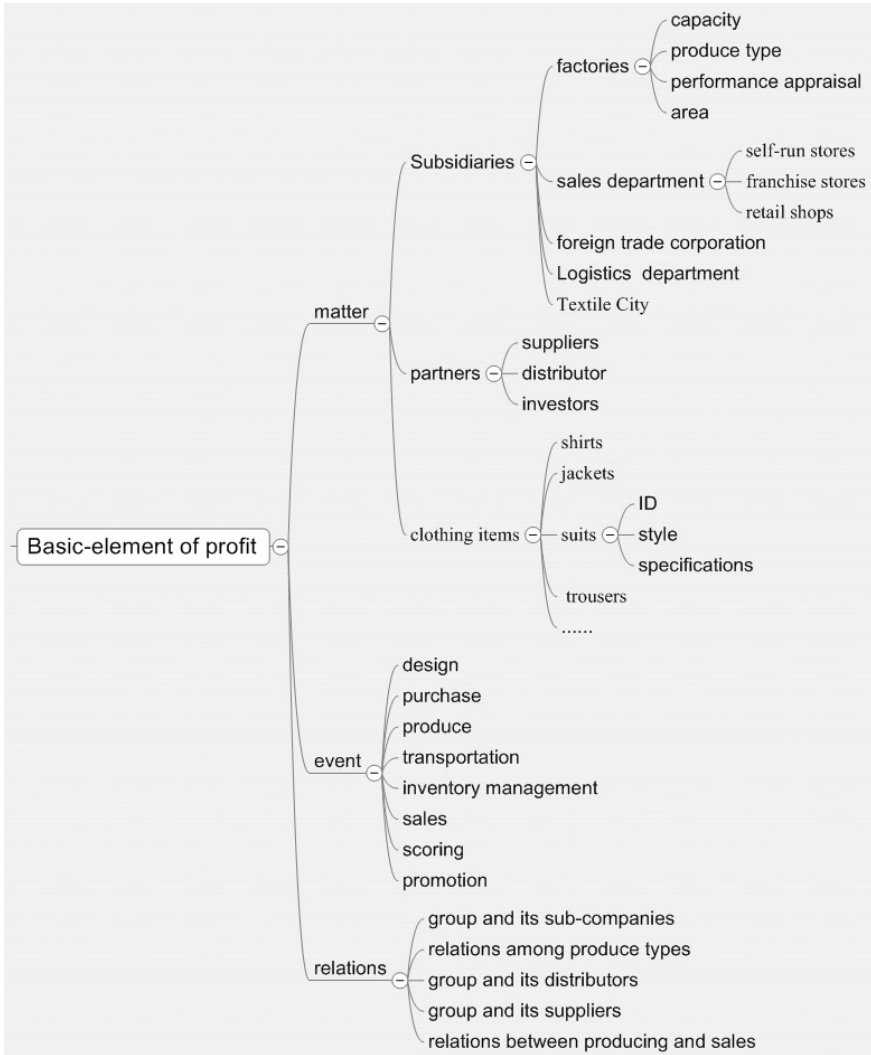 Basic-element of profit
matter
Subsidiaries
factories
capacity
produce type
performance appraisal
area
sales department
self-run stores
franchise stores
retail shops
foreign trade corporation
Logistics department
Textile City
partners
suppliers
distributor
investors
clothing items
shirts
jackets
suits
ID
style
specifications
trousers
......
event
design
purchase
produce
transportation
inventory management
sales
scoring
promotion
relations
group and its sub-companies
relations among produce types
group and its distributors
group and its suppliers
relations between producing and sales